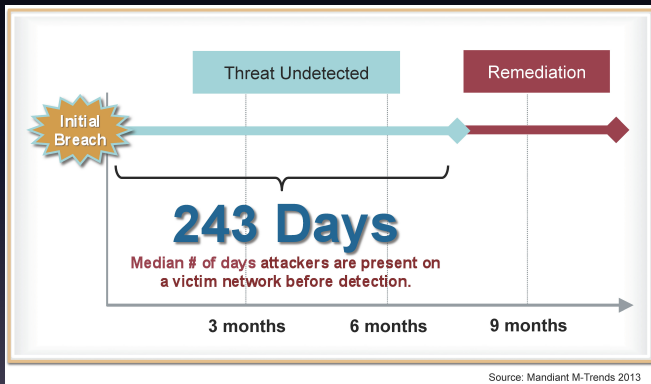 Threat Undetected
Remediation
Initial
Breach
243 Days
Median # of days attackers are present on
a victim network before detection.
3 months
6 months
9 months
Source: Mandiant M-Trends 2013